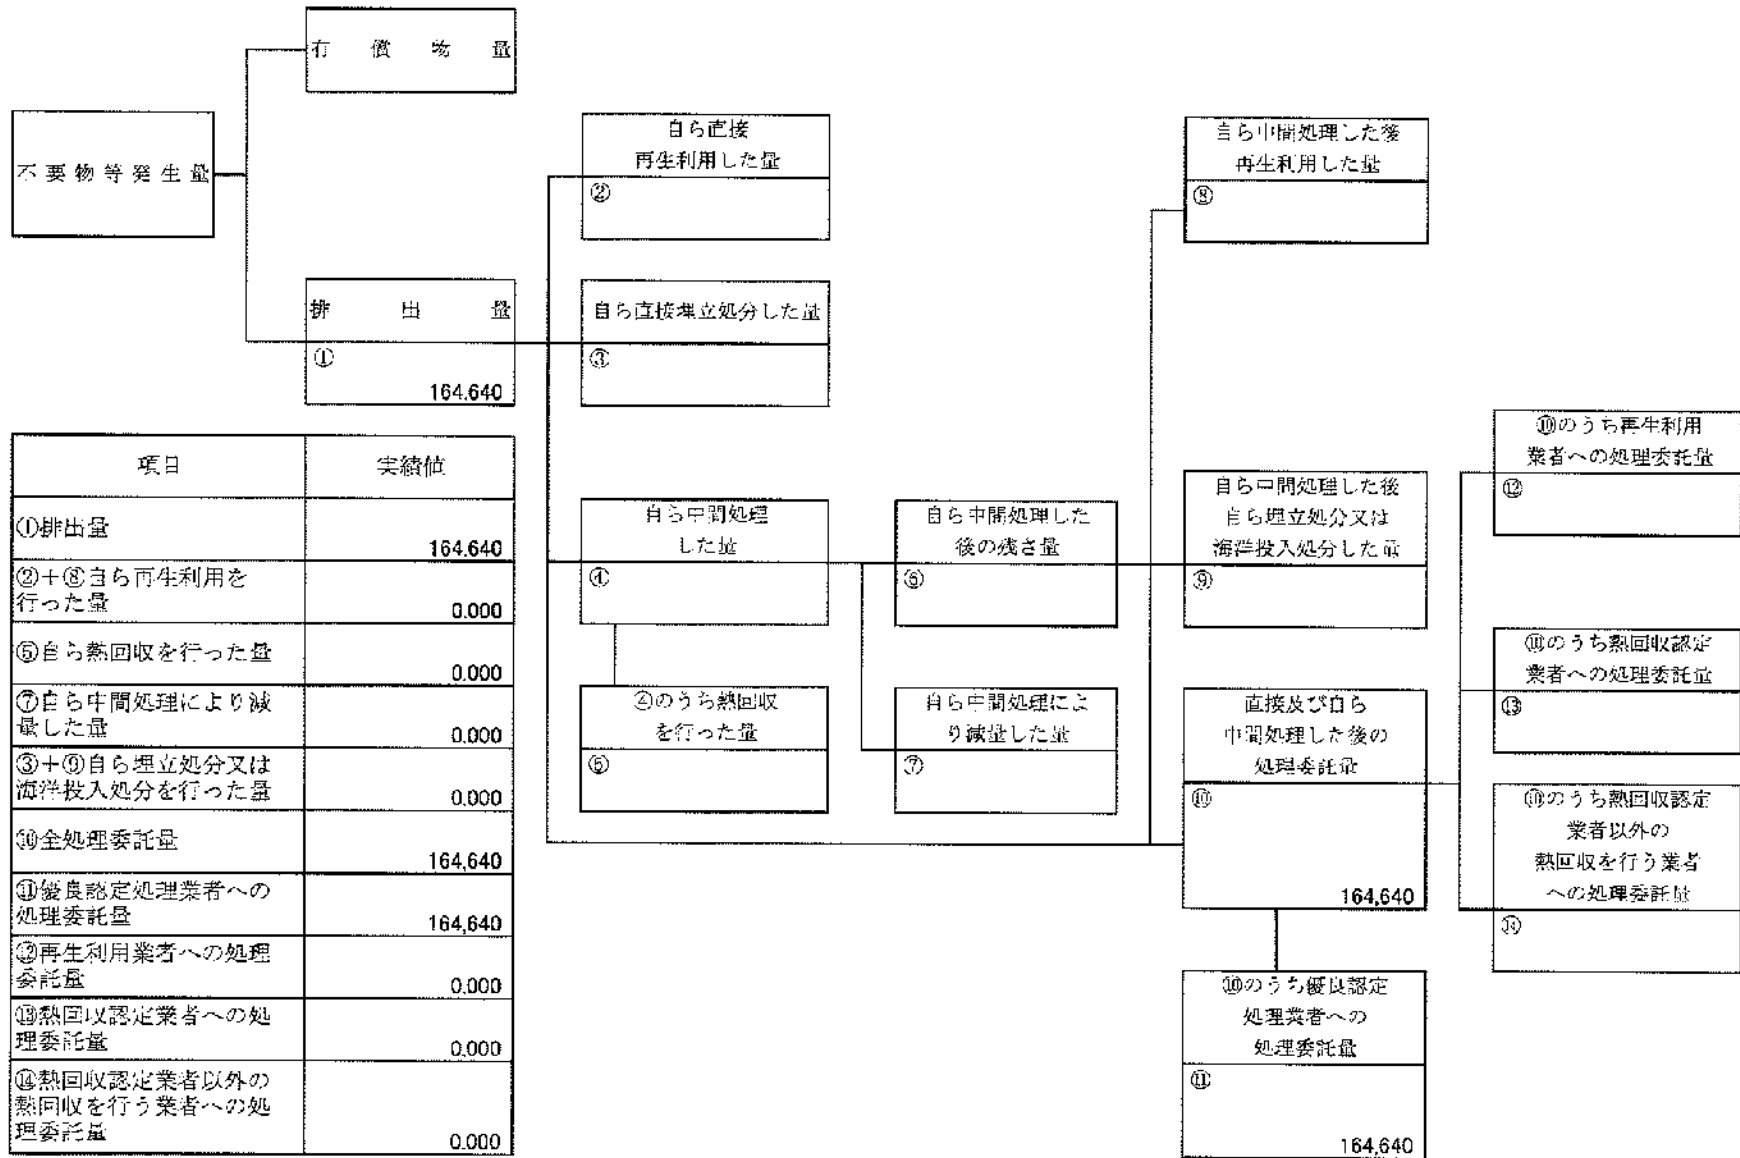 有償物量
不要物等発生量
排出量
①
164.640
自ら直接
再生利用した量
②
自ら直接埋立処分した量
③
自ら中間処理した後
再生利用した量
⑧
自ら中間処理
した量
④
自ら中間処理した
後の残さ量
⑥
自ら中間処理した後
自ら埋立処分又は
海洋投入処分した量
⑨
④のうち熱回収
を行った量
⑤
自ら中間処理によ
り減量した量
⑦
直接及び自ら
中間処理した後の
処理委託量
⑩
164,640
⑩のうち再生利用
業者への処理委託量
⑫
⑩のうち熱回収認定
業者への処理委託量
⑬
⑩のうち熱回収認定
業者以外の
熱回収を行う業者
への処理委託量
⑭
⑩のうち優良認定
処理業者への
処理委託量
⑪
164,640
項目 実績値
①排出量
164.640
②+⑧自ら再生利用を
行った量
0.000
⑤自ら熱回収を行った量
0.000
⑦自ら中間処理により減
量した量
0.000
③+⑨自ら埋立処分又は
海洋投入処分を行った量
0.000
⑩全処理委託量
164,640
⑪優良認定処理業者への
処理委託量
164,640
⑫再生利用業者への処理
委託量
0.000
⑬熱回収認定業者への処
理委託量
0.000
⑭熱回収認定業者以外の
熱回収を行う業者への処
理委託量
0.000